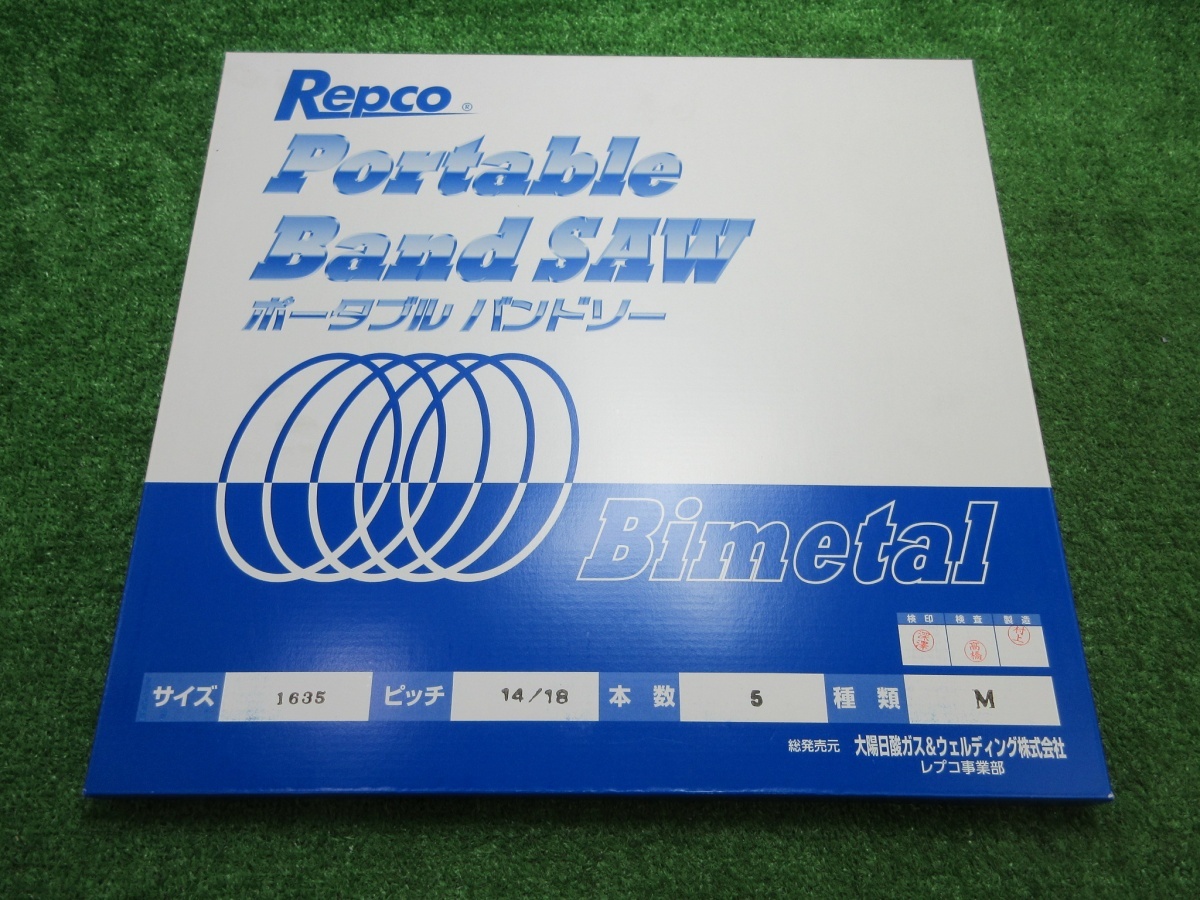 Repco ®
Portable
Band SAW
ポータブル バンドソー
Bimetal
検印 検査 製造
高橋
サイズ 1635 ピッチ 14/18 本数 5 種類 M
総発売元 大陽日酸ガス&ウェルディング株式会社
レプコ事業部